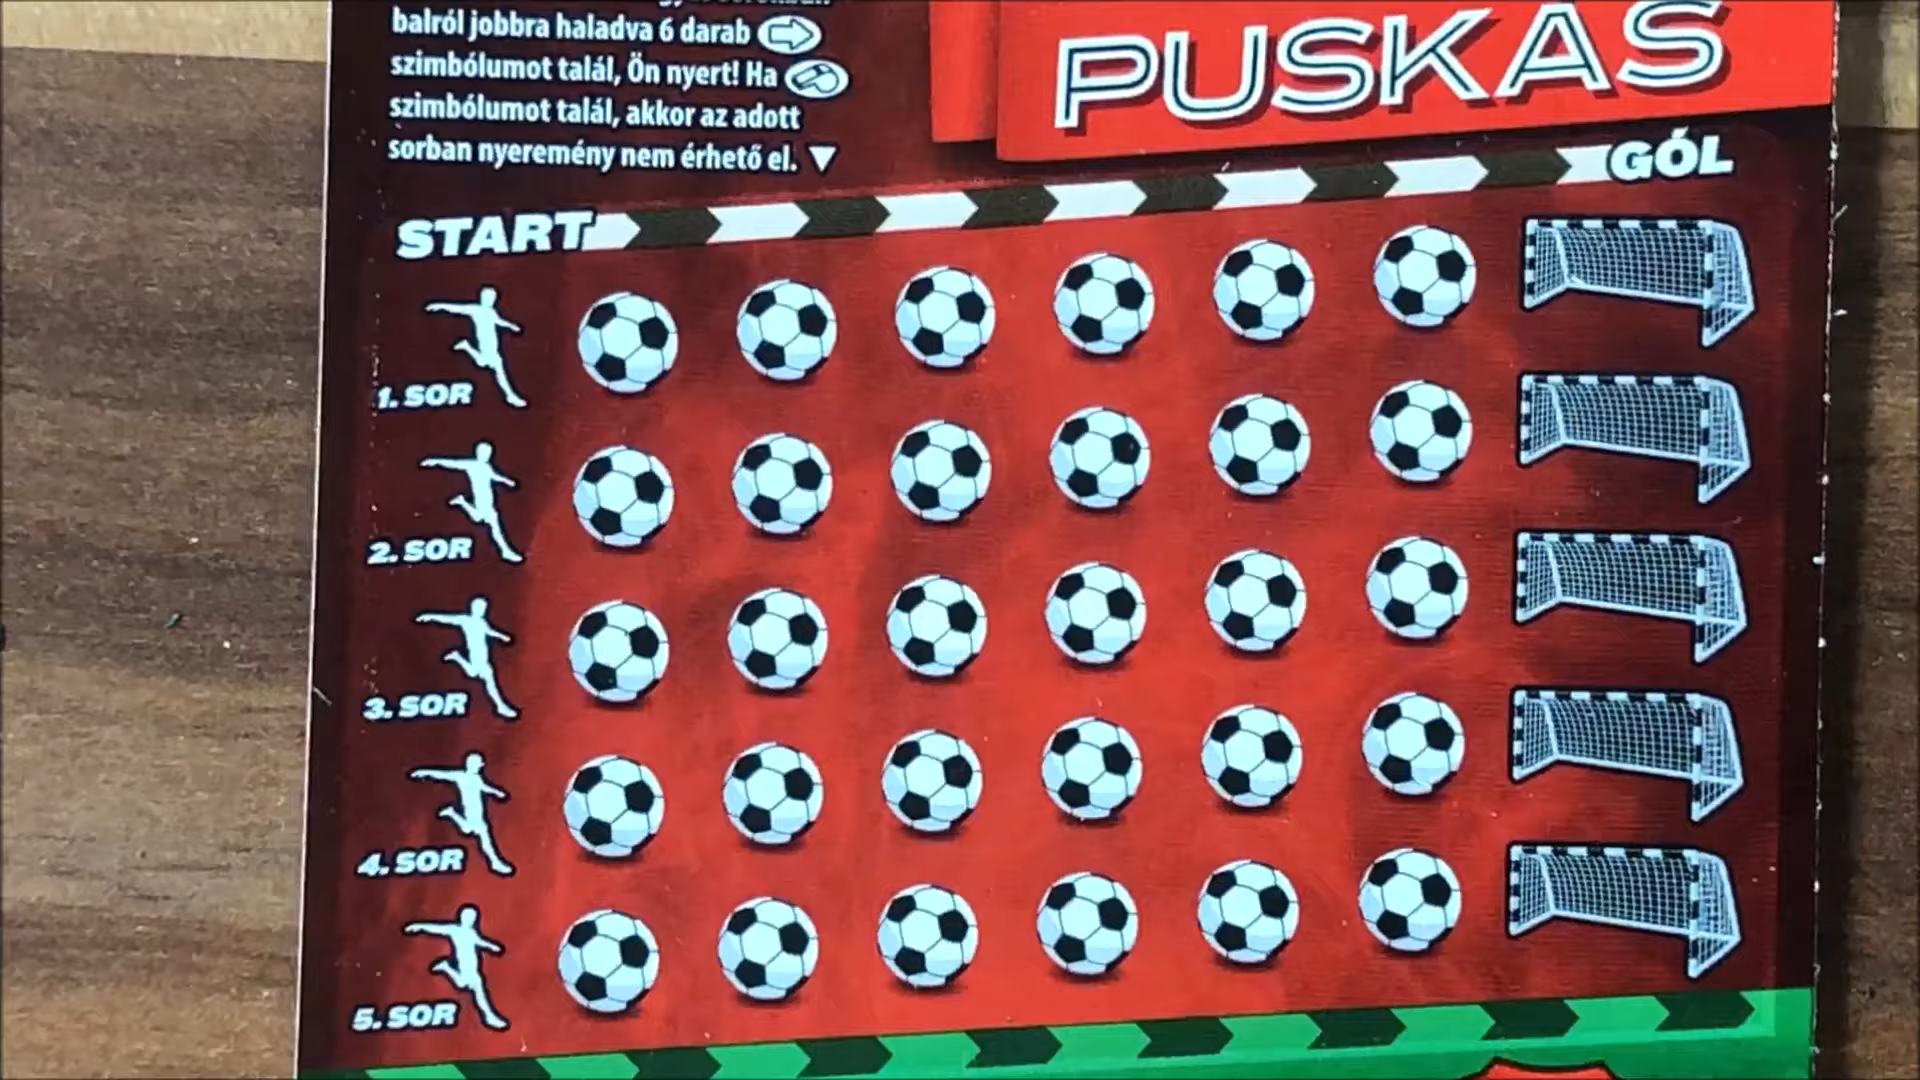 balról jobbra haladva 6 darab
szimbólumot talál, Ön nyert! Ha
szimbólumot talál, akkor az adott
sorban nyeremény nem érhető el.
PUSKÁS
START
GÓL
1. SOR
2. SOR
3. SOR
4. SOR
5. SOR